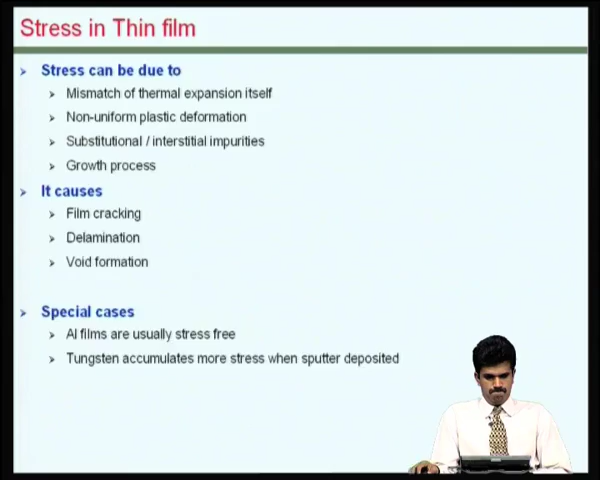 Stress in Thin film
Stress can be due to
Mismatch of thermal expansion itself
Non-uniform plastic deformation
Substitutional / interstitial impurities
Growth process
It causes
Film cracking
Delamination
Void formation
Special cases
Al films are usually stress free
Tungsten accumulates more stress when sputter deposited